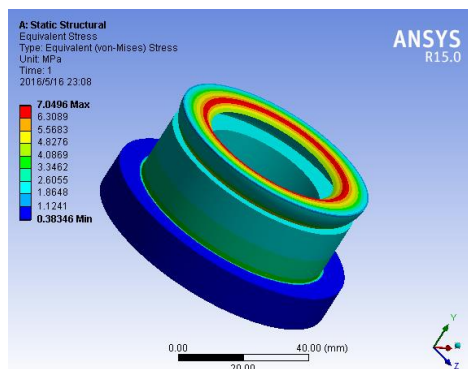 A: Static Structural
Equivalent Stress
Type: Equivalent (von-Mises) Stress
Unit: MPa
Time: 1
2016/5/16 23:08
7.0496 Max
6.3089
5.5683
4.8276
4.0869
3.3462
2.6055
1.8648
1.1241
0.38346 Min
ANSYS
R15.0
Y
Z
0.00
40.00 (mm)
20.00